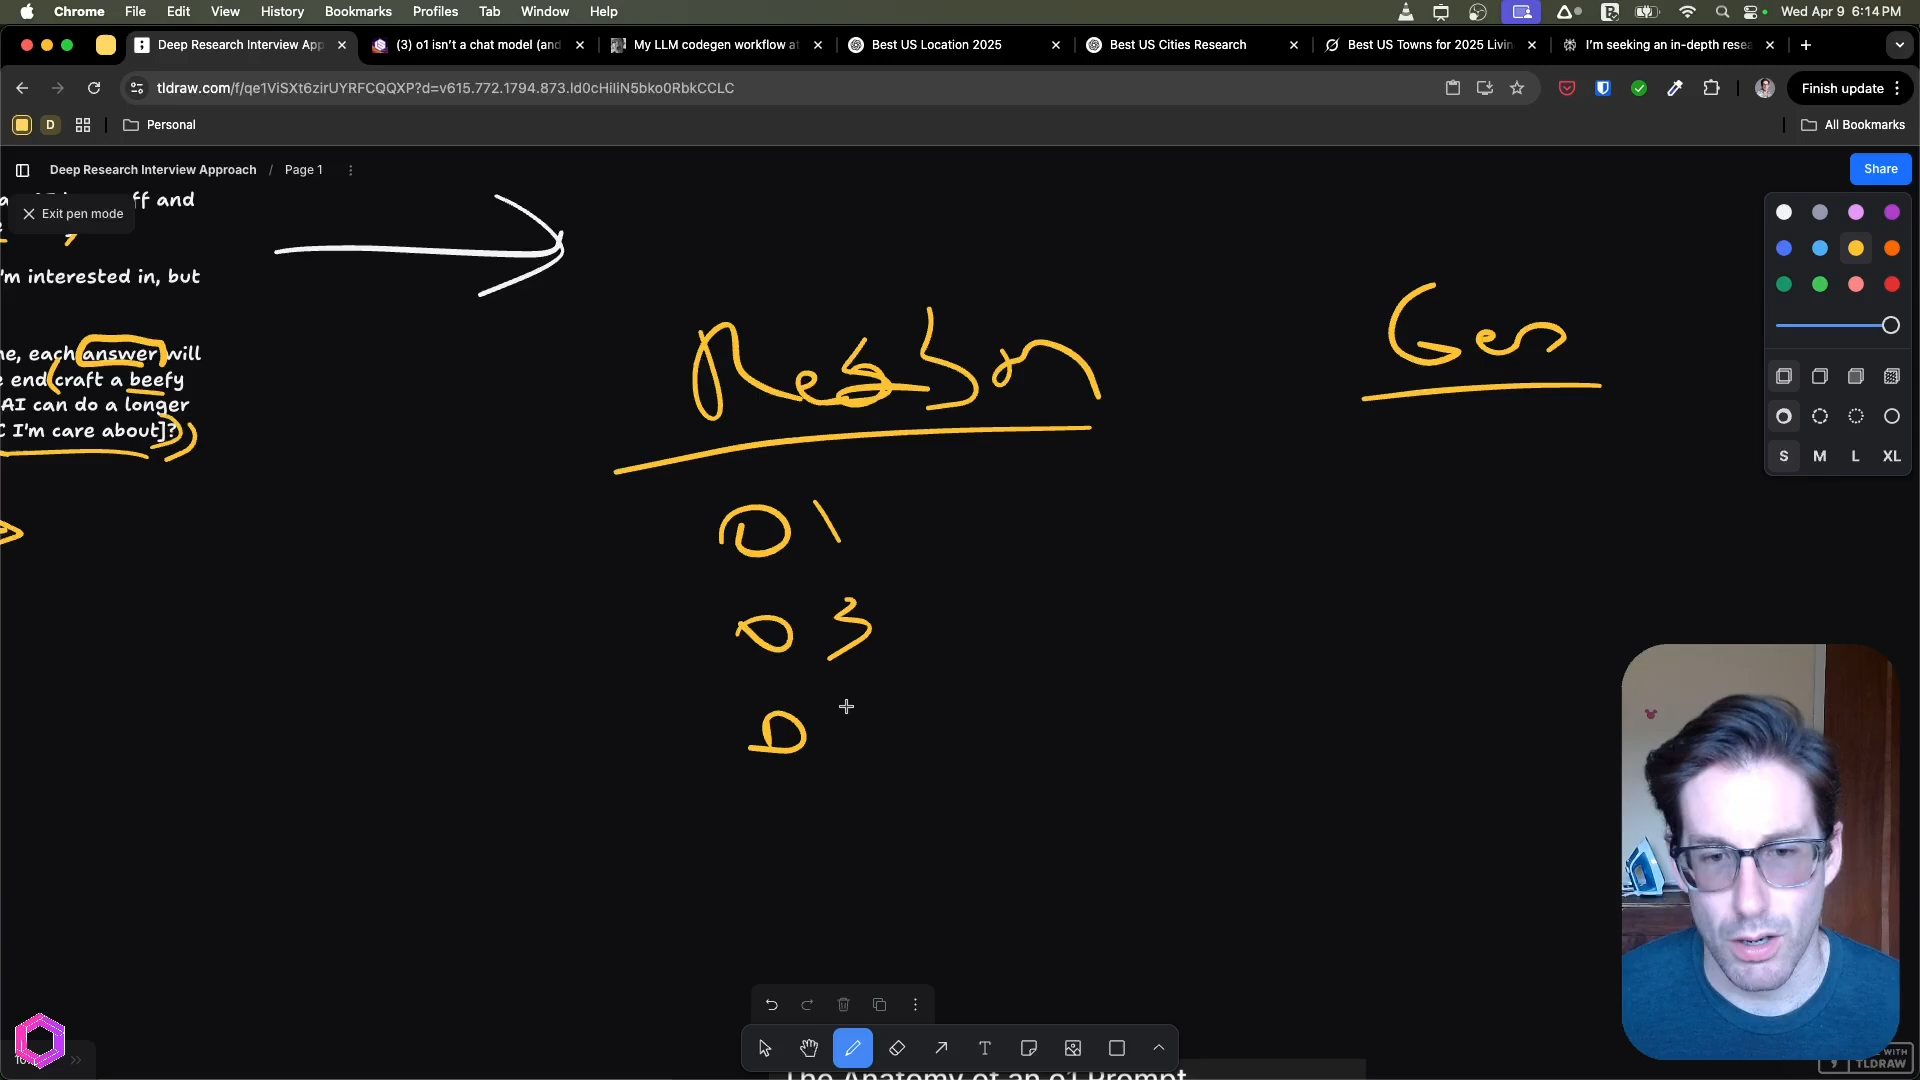 Chrome File Edit View History Bookmarks Profiles Tab Window Help Wed Apr 9 6:14 PM
Deep Research Interview App (3) o1 isn't a chat model (and My LLM codegen workflow at Best US Location 2025 Best US Cities Research Best US Towns for 2025 Livin I'm seeking an in-depth resea
tldraw.com/f/qe1ViSXt6zirUYRFCQQXP?d=v615.772.1794.873.ld0cHiliN5bko0RbkCCLC Finish update
D Personal All Bookmarks
Deep Research Interview Approach / Page 1 Share
ff and
Exit pen mode
'm interested in, but
ne, each answer will
e end craft a beefy
AI can do a longer
C I'm care about]?
Reason
Gen
O 1
O 3
D
S M L XL
The Anatomy of an o1 Prompt
TLDRAW